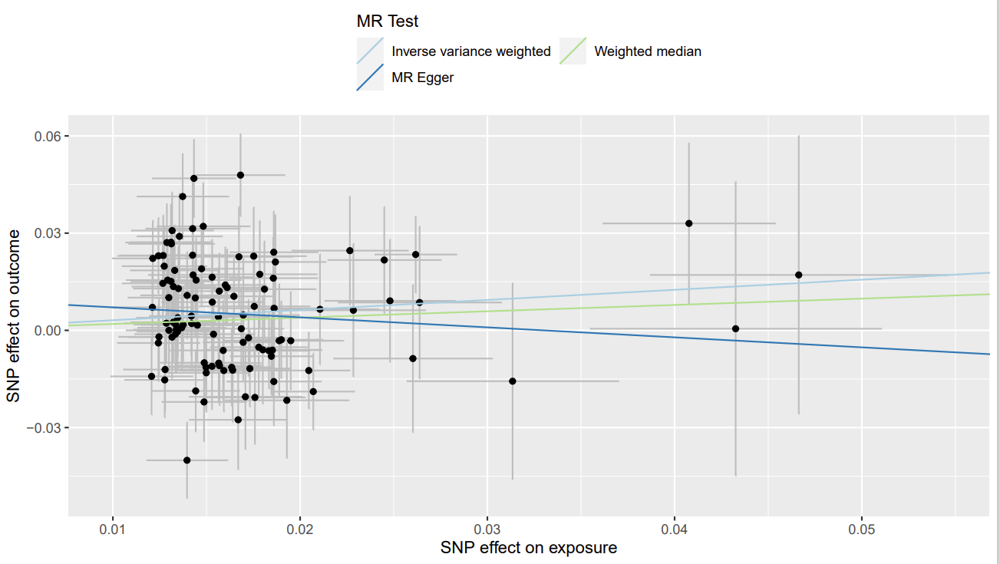 MR Test
Inverse variance weighted
Weighted median
MR Egger
0.06
0.03
0.00
−0.03
SNP effect on outcome
0.01
0.02
0.03
0.04
0.05
SNP effect on exposure